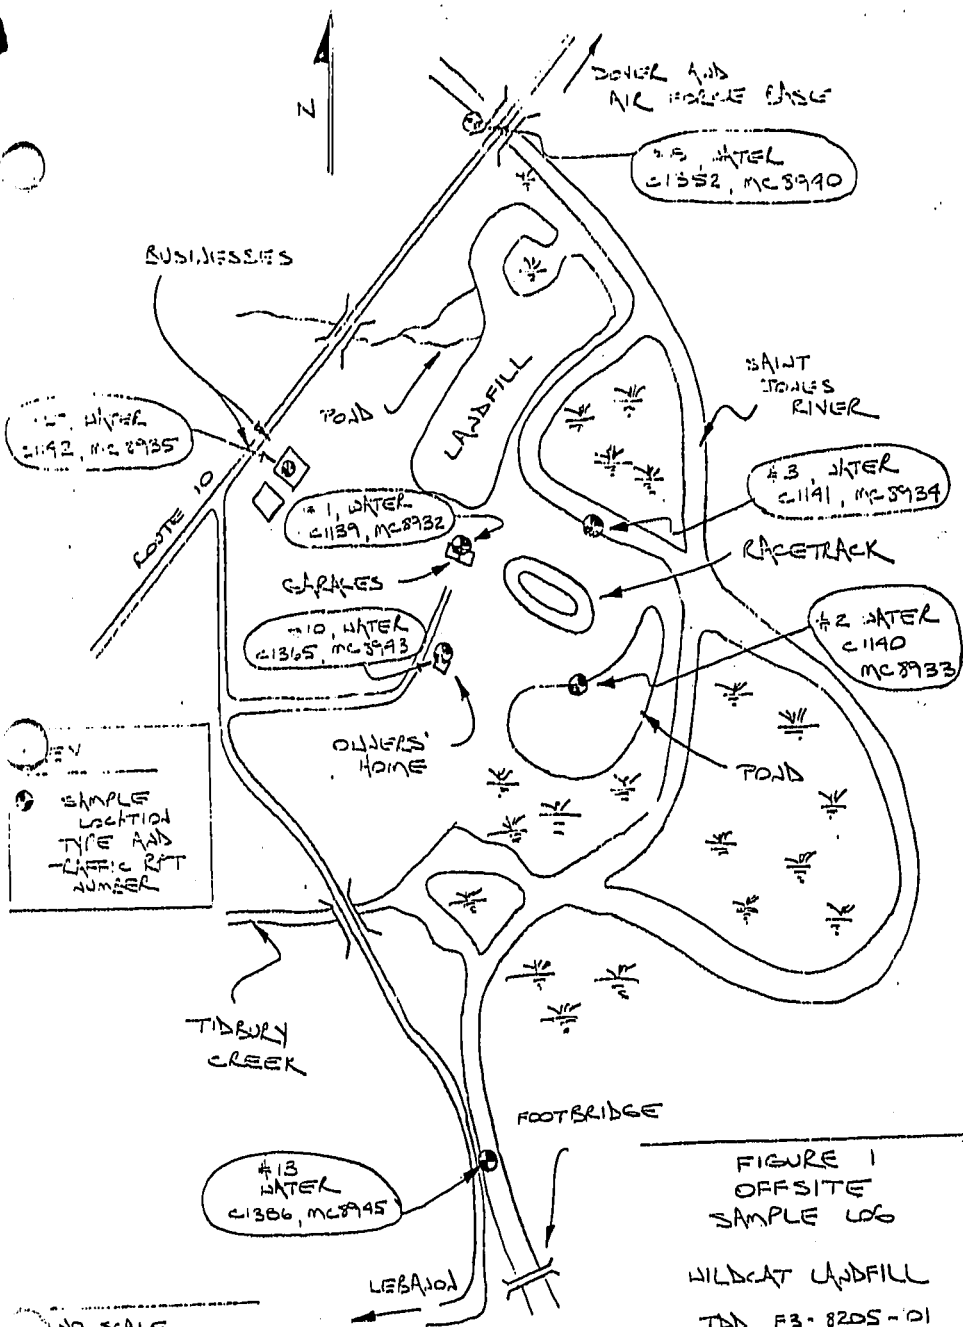 N
DOVER AND
AIR FORCE BASE
WATER
C1352, MC8940
BUSINESSES
SAINT
JONES
RIVER
POND
LANDFILL
WATER
C1142, MC8935
ROUTE 10
#1, WATER
C1139, MC8932
#3, WATER
C1141, MC8934
GARAGES
RACETRACK
#10, WATER
C1365, MC8943
#2 WATER
C1140
MC8933
OWNERS'
HOME
POND
KEY
SAMPLE
LOCATION
TYPE AND
TRAFFIC RPT
NUMBER
TIDBURY
CREEK
FOOTBRIDGE
#13
WATER
C1386, MC8945
FIGURE 1
OFFSITE
SAMPLE LOG
WILDCAT LANDFILL
TDD F3-8205-01
LEBANON
NO SCALE